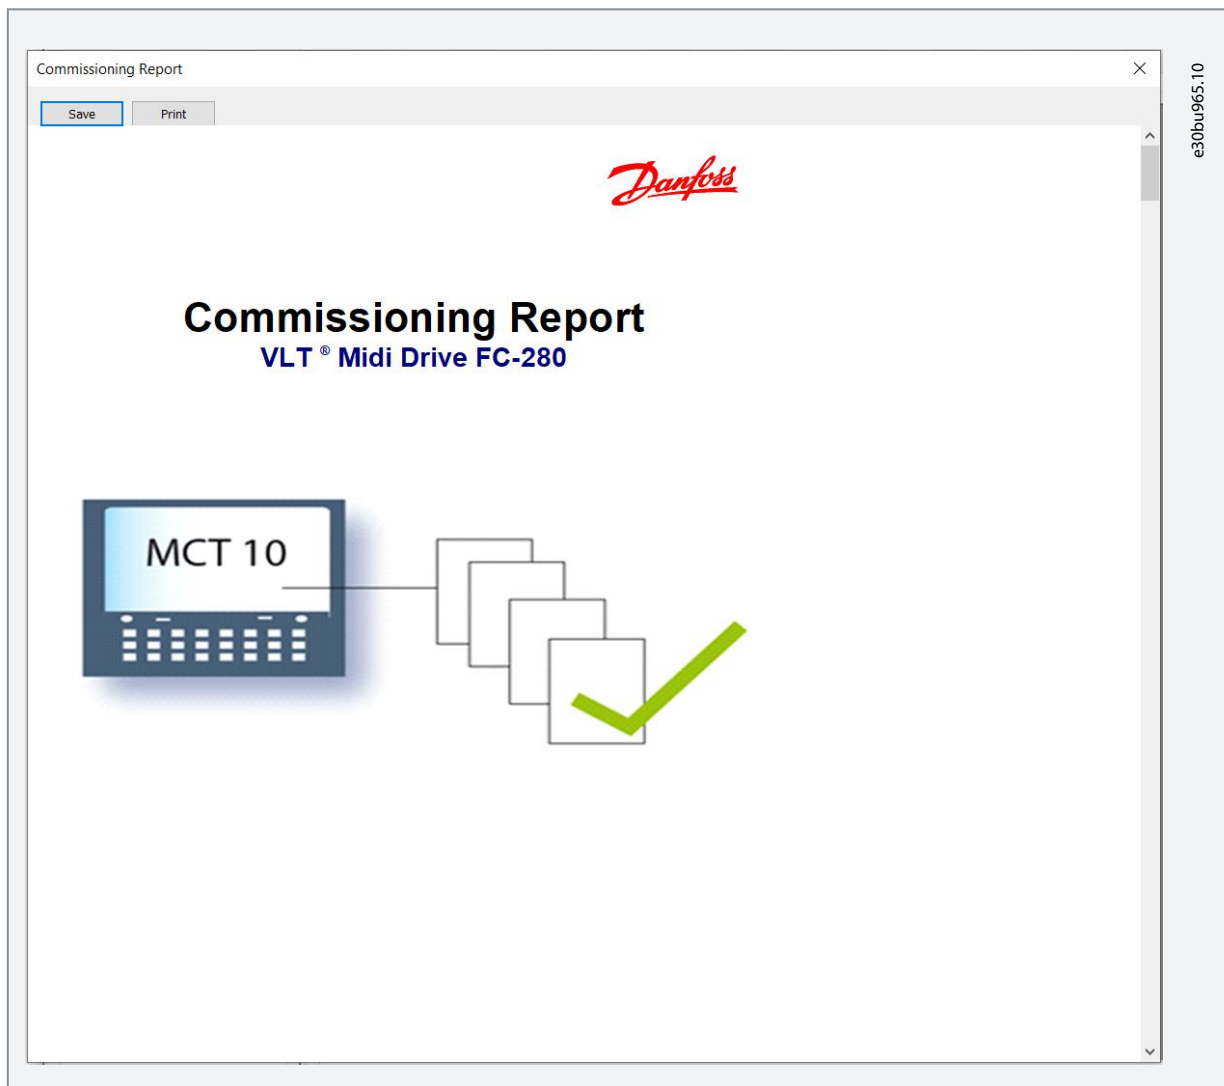 Commissioning Report
Save
Print
e30bu965.10
Danfoss
Commissioning Report
VLT ® Midi Drive FC-280
MCT 10